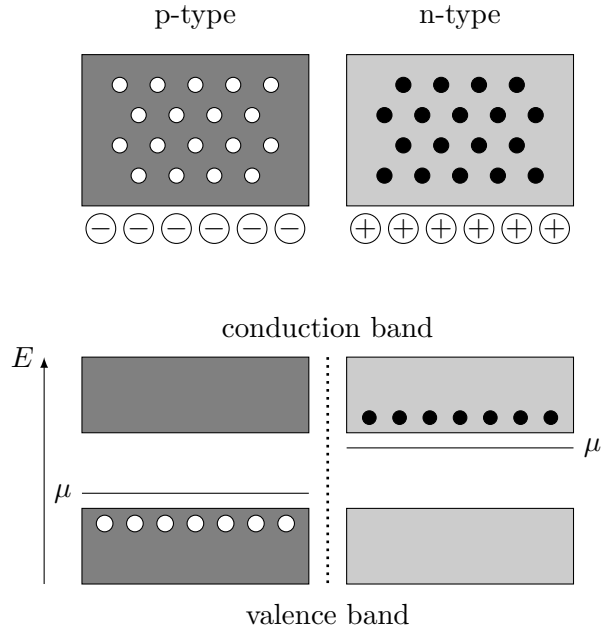 p-type
n-type
− − − − − −
+ + + + + +
conduction band
E
μ
μ
valence band